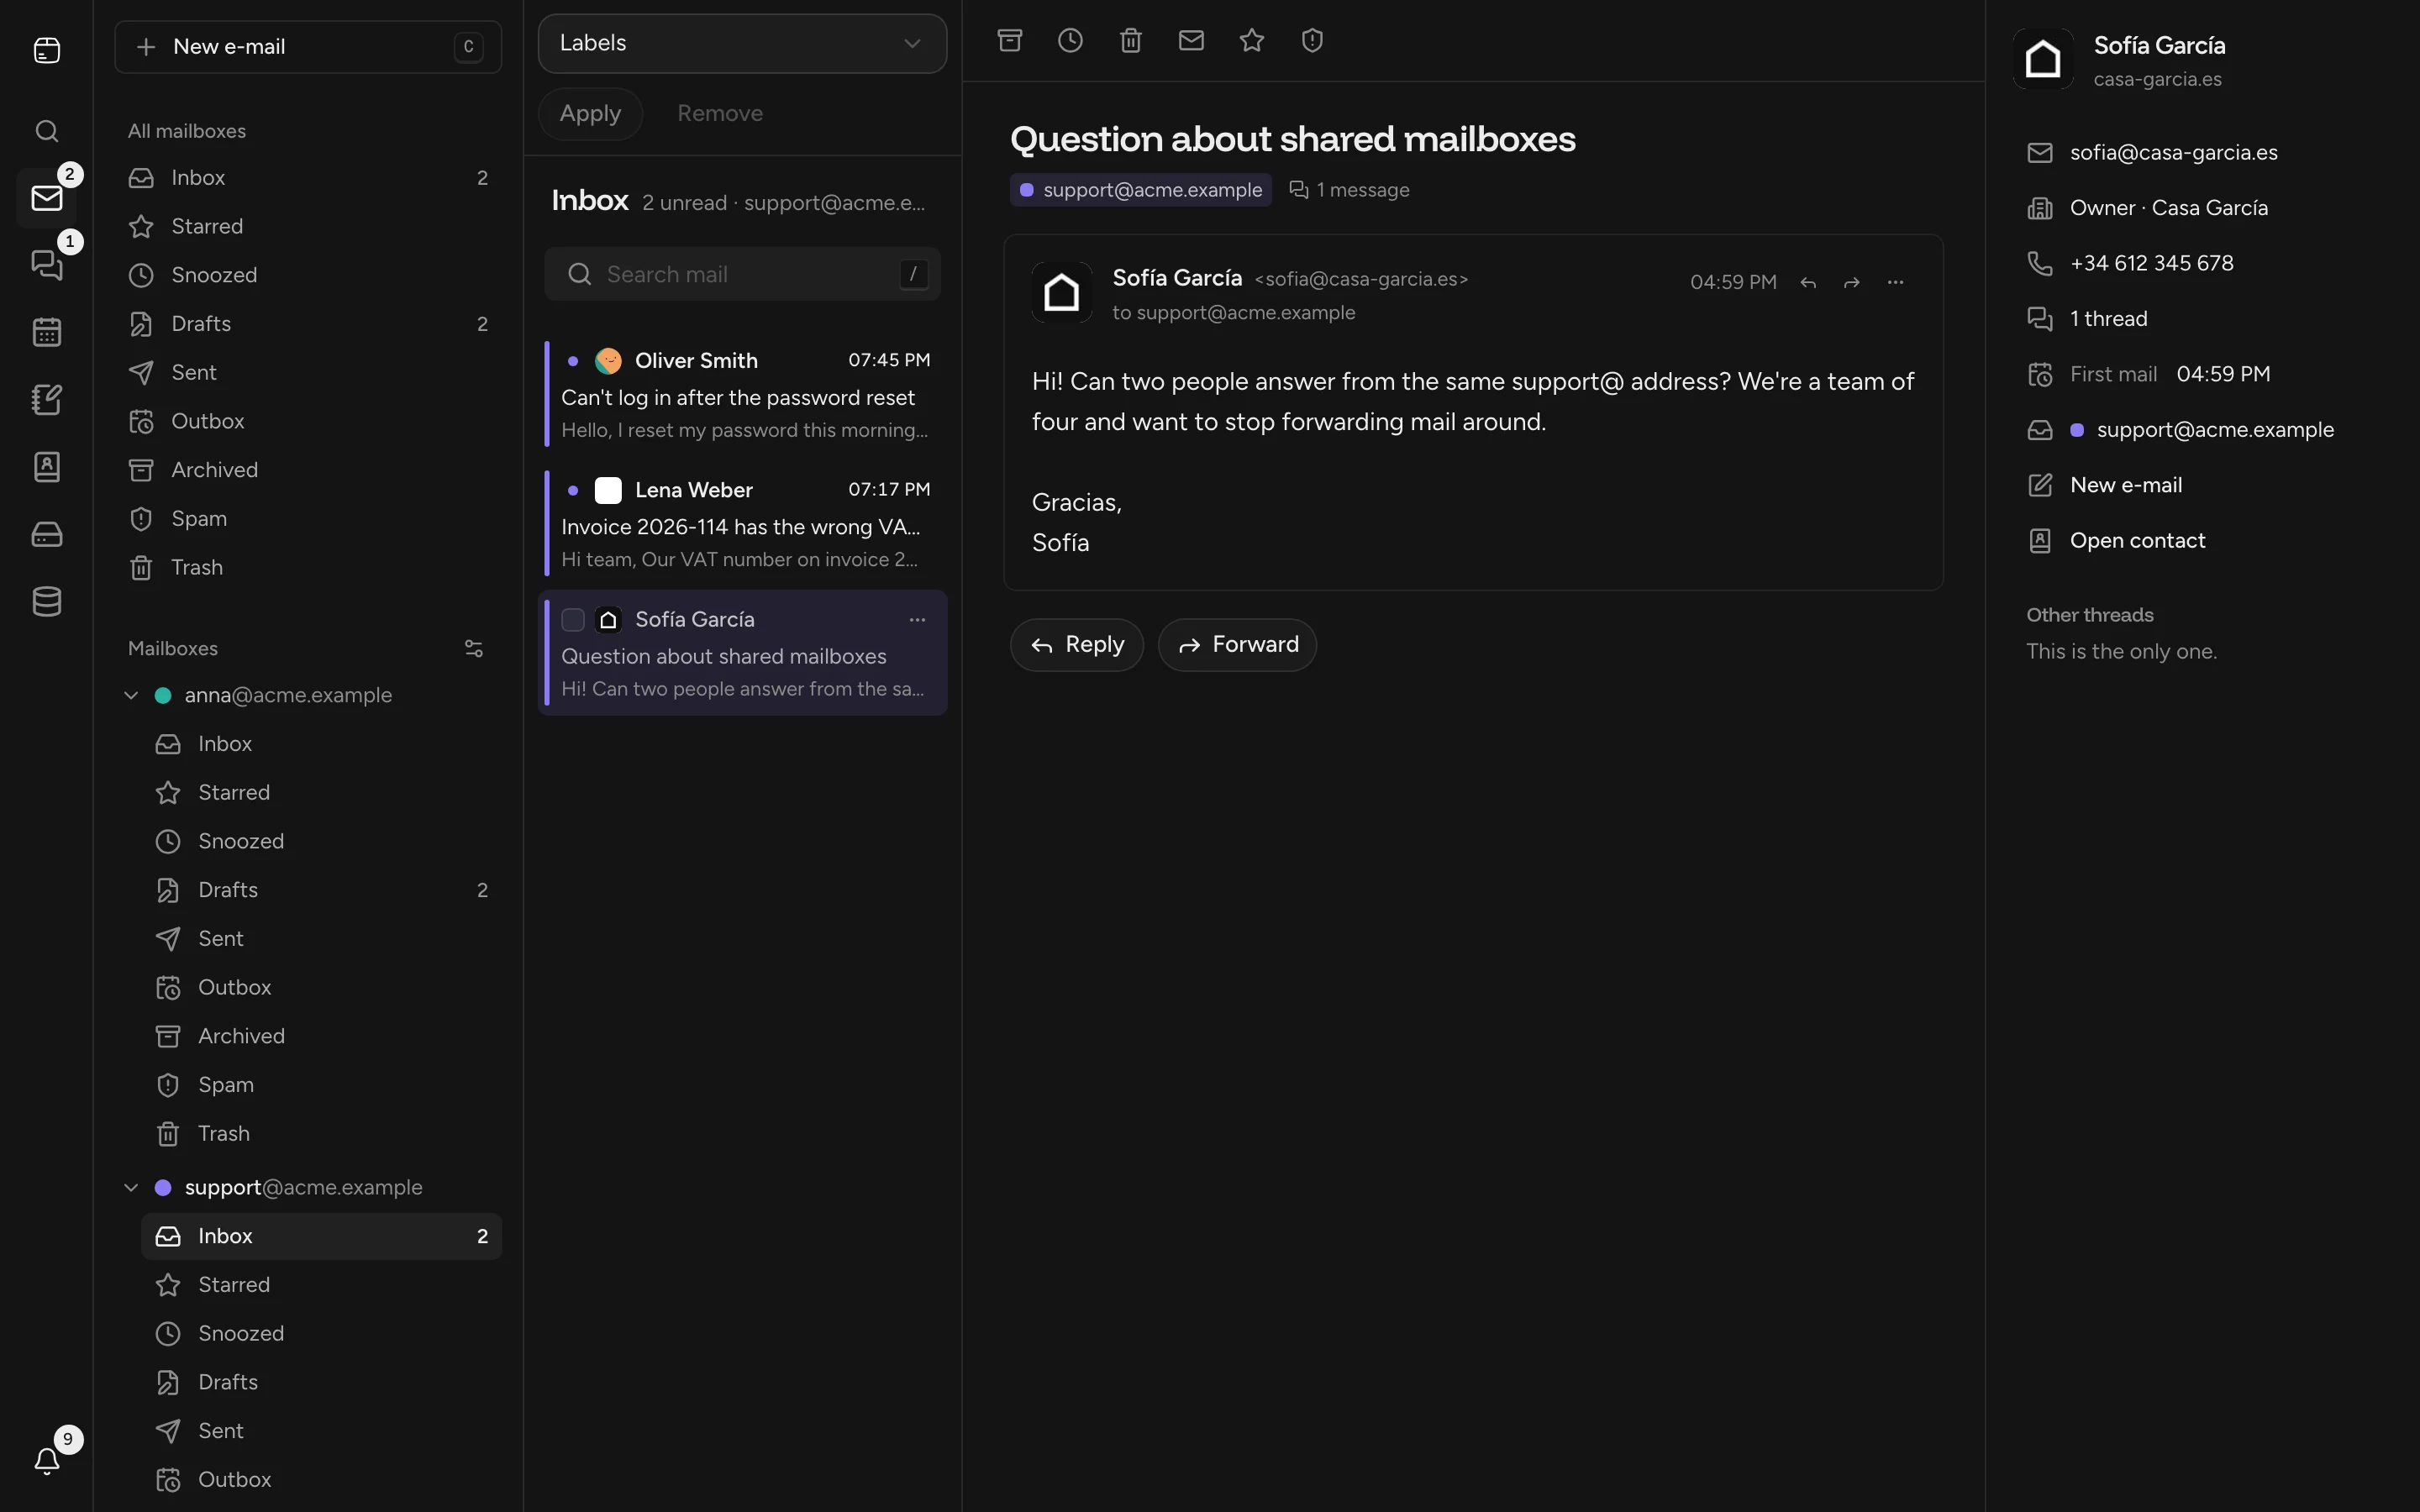 New e-mail
C
2
1
9
All mailboxes
Inbox 2
Starred
Snoozed
Drafts 2
Sent
Outbox
Archived
Spam
Trash
Mailboxes
anna@acme.example
Inbox
Starred
Snoozed
Drafts 2
Sent
Outbox
Archived
Spam
Trash
support@acme.example
Inbox 2
Starred
Snoozed
Drafts
Sent
Outbox
Labels
Apply Remove
Inbox 2 unread · support@acme.e...
Search mail /
Oliver Smith 07:45 PM
Can't log in after the password reset
Hello, I reset my password this morning...
Lena Weber 07:17 PM
Invoice 2026-114 has the wrong VA...
Hi team, Our VAT number on invoice 2...
Sofía García
Question about shared mailboxes
Hi! Can two people answer from the sa...
Question about shared mailboxes
support@acme.example 1 message
Sofía García <sofia@casa-garcia.es> 04:59 PM
to support@acme.example
Hi! Can two people answer from the same support@ address? We're a team of
four and want to stop forwarding mail around.
Gracias,
Sofía
Reply Forward
Sofía García
casa-garcia.es
sofia@casa-garcia.es
Owner · Casa García
+34 612 345 678
1 thread
First mail 04:59 PM
support@acme.example
New e-mail
Open contact
Other threads
This is the only one.